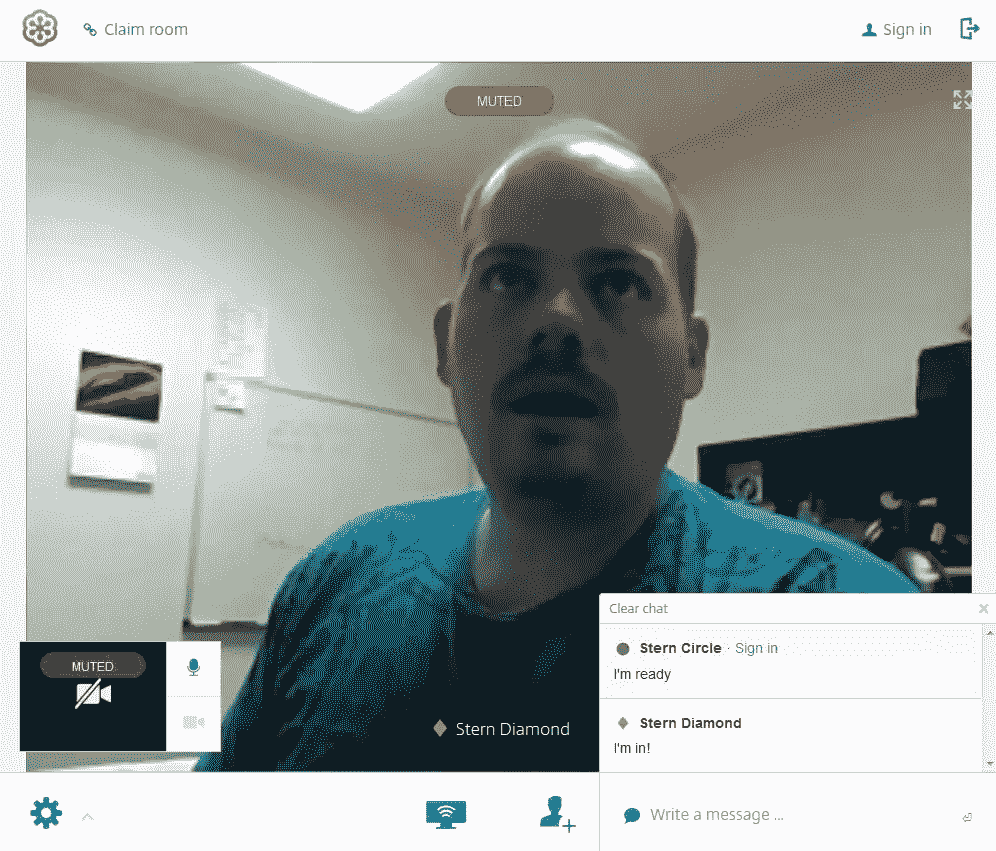 Claim room
Sign in
MUTED
MUTED
Stern Diamond
Clear chat
Stern Circle · Sign in
I'm ready
Stern Diamond
I'm in!
Write a message ...